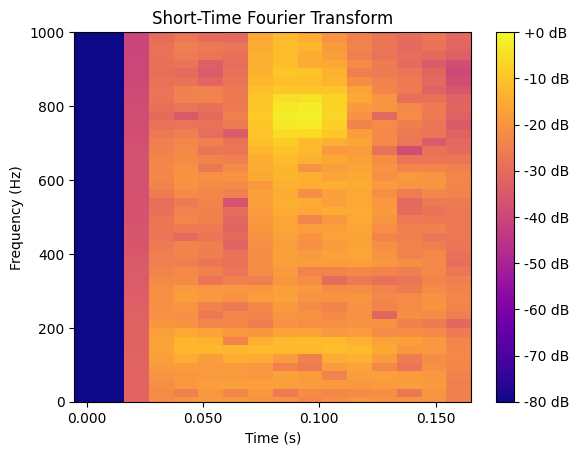 Short-Time Fourier Transform
Frequency (Hz)
1000
800
600
400
200
0
0.000
0.050
0.100
0.150
Time (s)
+0 dB
-10 dB
-20 dB
-30 dB
-40 dB
-50 dB
-60 dB
-70 dB
-80 dB